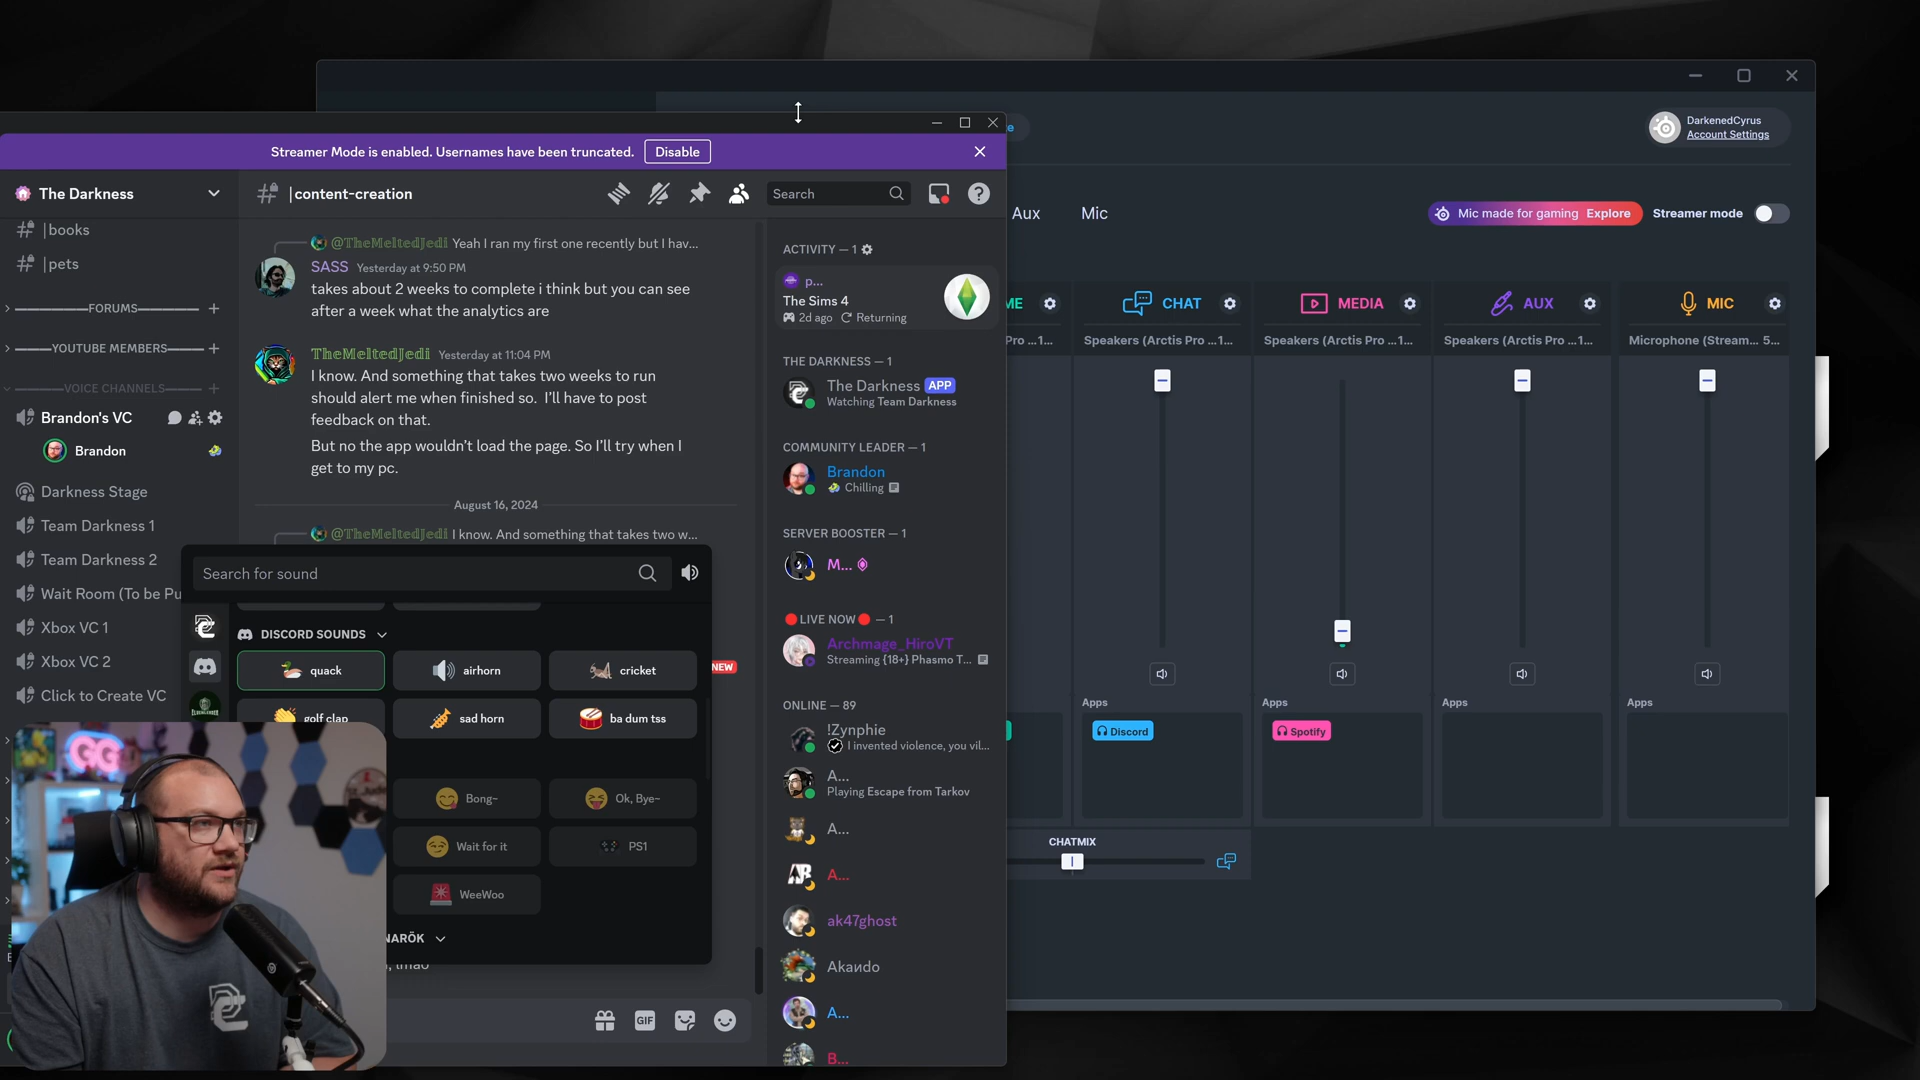 DarkenedCyrus
Account Settings
Streamer Mode is enabled. Usernames have been truncated.
Disable
The Darkness
|content-creation
Search
Aux
Mic
Mic made for gaming
Explore
Streamer mode
|books
|pets
FORUMS
YOUTUBE MEMBERS
VOICE CHANNELS
Brandon's VC
Brandon
Darkness Stage
Team Darkness 1
Team Darkness 2
Wait Room (To be Pu
Xbox VC 1
Xbox VC 2
Click to Create VC
@TheMeltedJedi Yeah I ran my first one recently but I hav...
SASS Yesterday at 9:50 PM
takes about 2 weeks to complete i think but you can see
after a week what the analytics are
TheMeltedJedi Yesterday at 11:04 PM
I know. And something that takes two weeks to run
should alert me when finished so. I'll have to post
feedback on that.
But no the app wouldn't load the page. So I'll try when I
get to my pc.
August 16, 2024
@TheMeltedJedi I know. And something that takes two w...
Search for sound
DISCORD SOUNDS
quack
airhorn
cricket
NEW
golf clap
sad horn
ba dum tss
Bong~
Ok, Bye~
Wait for it
PS1
WeeWoo
NARÖK
GIF
ACTIVITY — 1
p...
The Sims 4
2d ago
Returning
THE DARKNESS — 1
The Darkness APP
Watching Team Darkness
COMMUNITY LEADER — 1
Brandon
Chilling
SERVER BOOSTER — 1
M...
LIVE NOW — 1
Archmage_HiroVT
Streaming {18+} Phasmo T...
ONLINE — 89
!Zynphie
I invented violence, you vil...
A...
Playing Escape from Tarkov
A...
A...
ak47ghost
Akaиdo
A...
B...
ME
CHAT
MEDIA
AUX
MIC
Pro ...1...
Speakers (Arctis Pro ...1...
Speakers (Arctis Pro ...1...
Speakers (Arctis Pro ...1...
Microphone (Stream... 5...
Apps
Apps
Apps
Apps
Discord
Spotify
CHATMIX